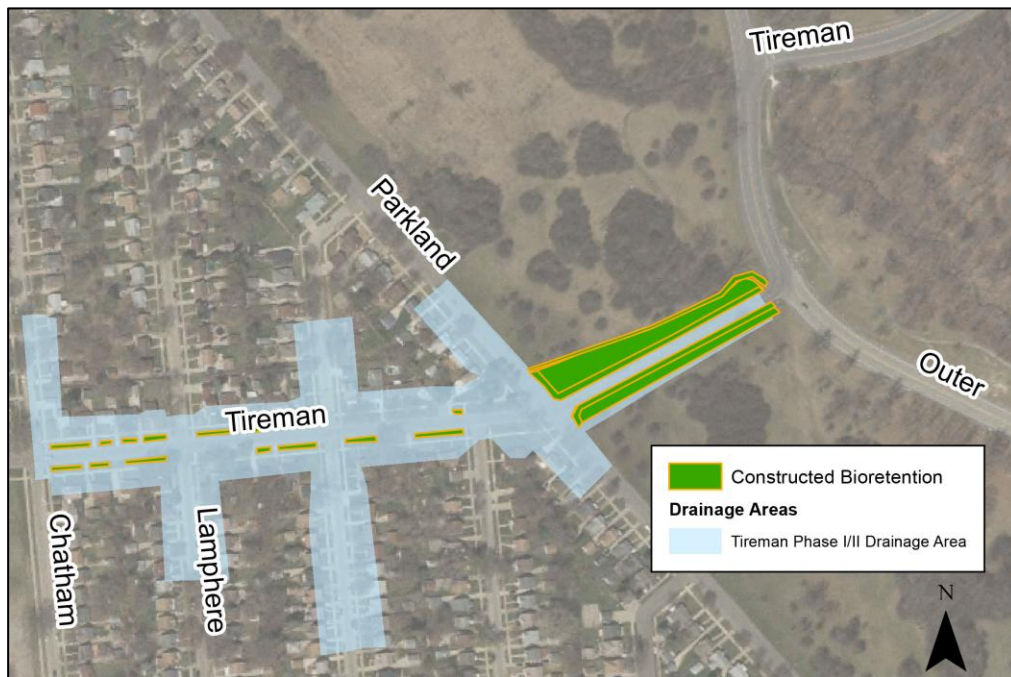 Tireman
Parkland
Outer
Tireman
Chatham
Lamphere
Constructed Bioretention
Drainage Areas
Tireman Phase I/II Drainage Area
N